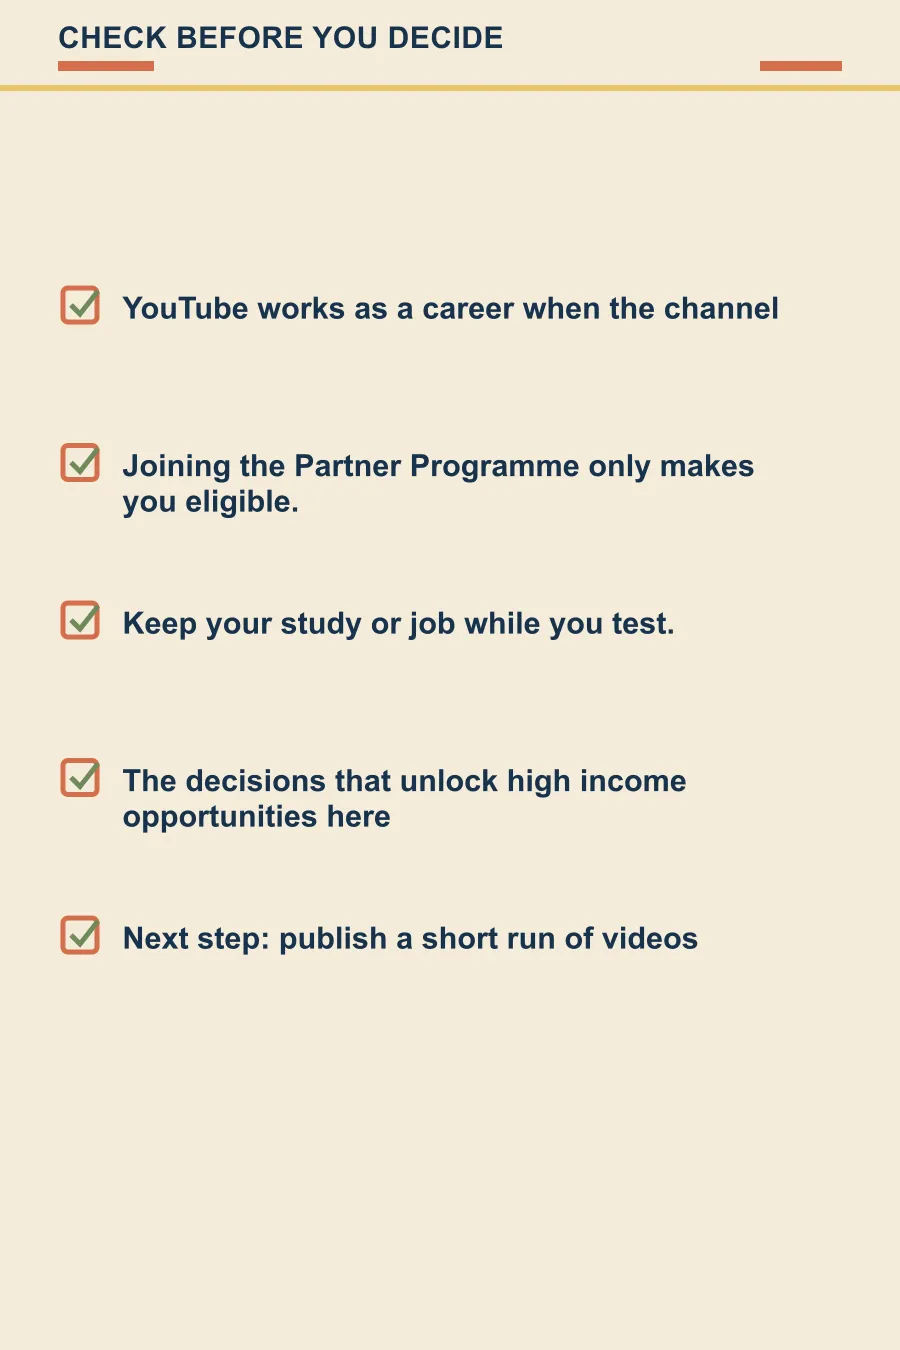 CHECK BEFORE YOU DECIDE
YouTube works as a career when the channel
Joining the Partner Programme only makes
you eligible.
Keep your study or job while you test.
The decisions that unlock high income
opportunities here
Next step: publish a short run of videos